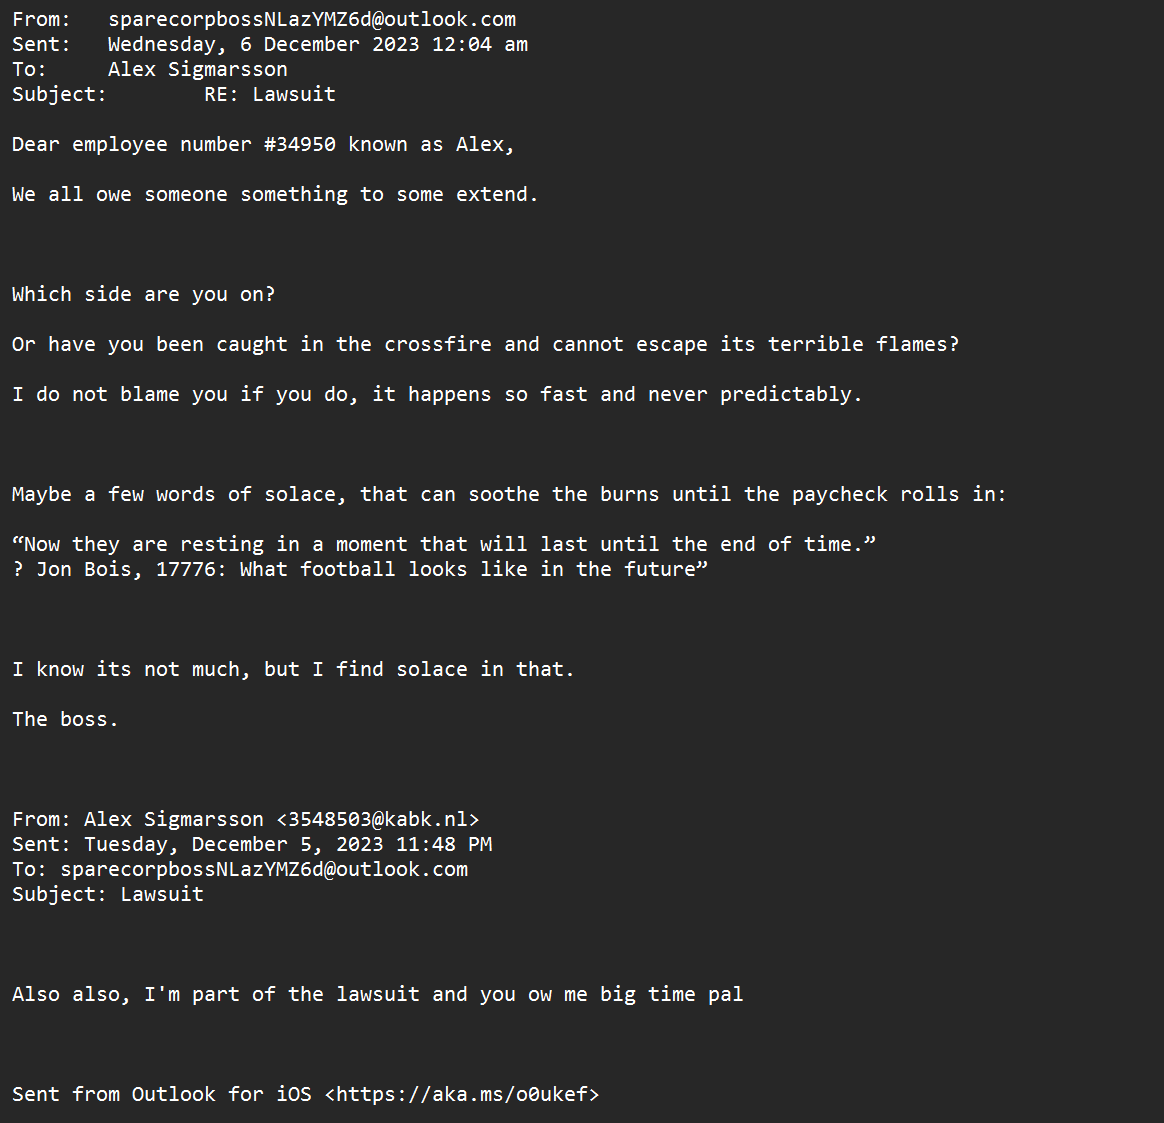 From: sparecorpbossNLazYMZ6d@outlook.com
Sent: Wednesday, 6 December 2023 12:04 am
To: Alex Sigmarsson
Subject: RE: Lawsuit
Dear employee number #34950 known as Alex,
We all owe someone something to some extend.
Which side are you on?
Or have you been caught in the crossfire and cannot escape its terrible flames?
I do not blame you if you do, it happens so fast and never predictably.
Maybe a few words of solace, that can soothe the burns until the paycheck rolls in:
“Now they are resting in a moment that will last until the end of time.”
? Jon Bois, 17776: What football looks like in the future”
I know its not much, but I find solace in that.
The boss.
From: Alex Sigmarsson <3548503@kabk.nl>
Sent: Tuesday, December 5, 2023 11:48 PM
To: sparecorpbossNLazYMZ6d@outlook.com
Subject: Lawsuit
Also also, I'm part of the lawsuit and you ow me big time pal
Sent from Outlook for iOS <https://aka.ms/o0ukef>